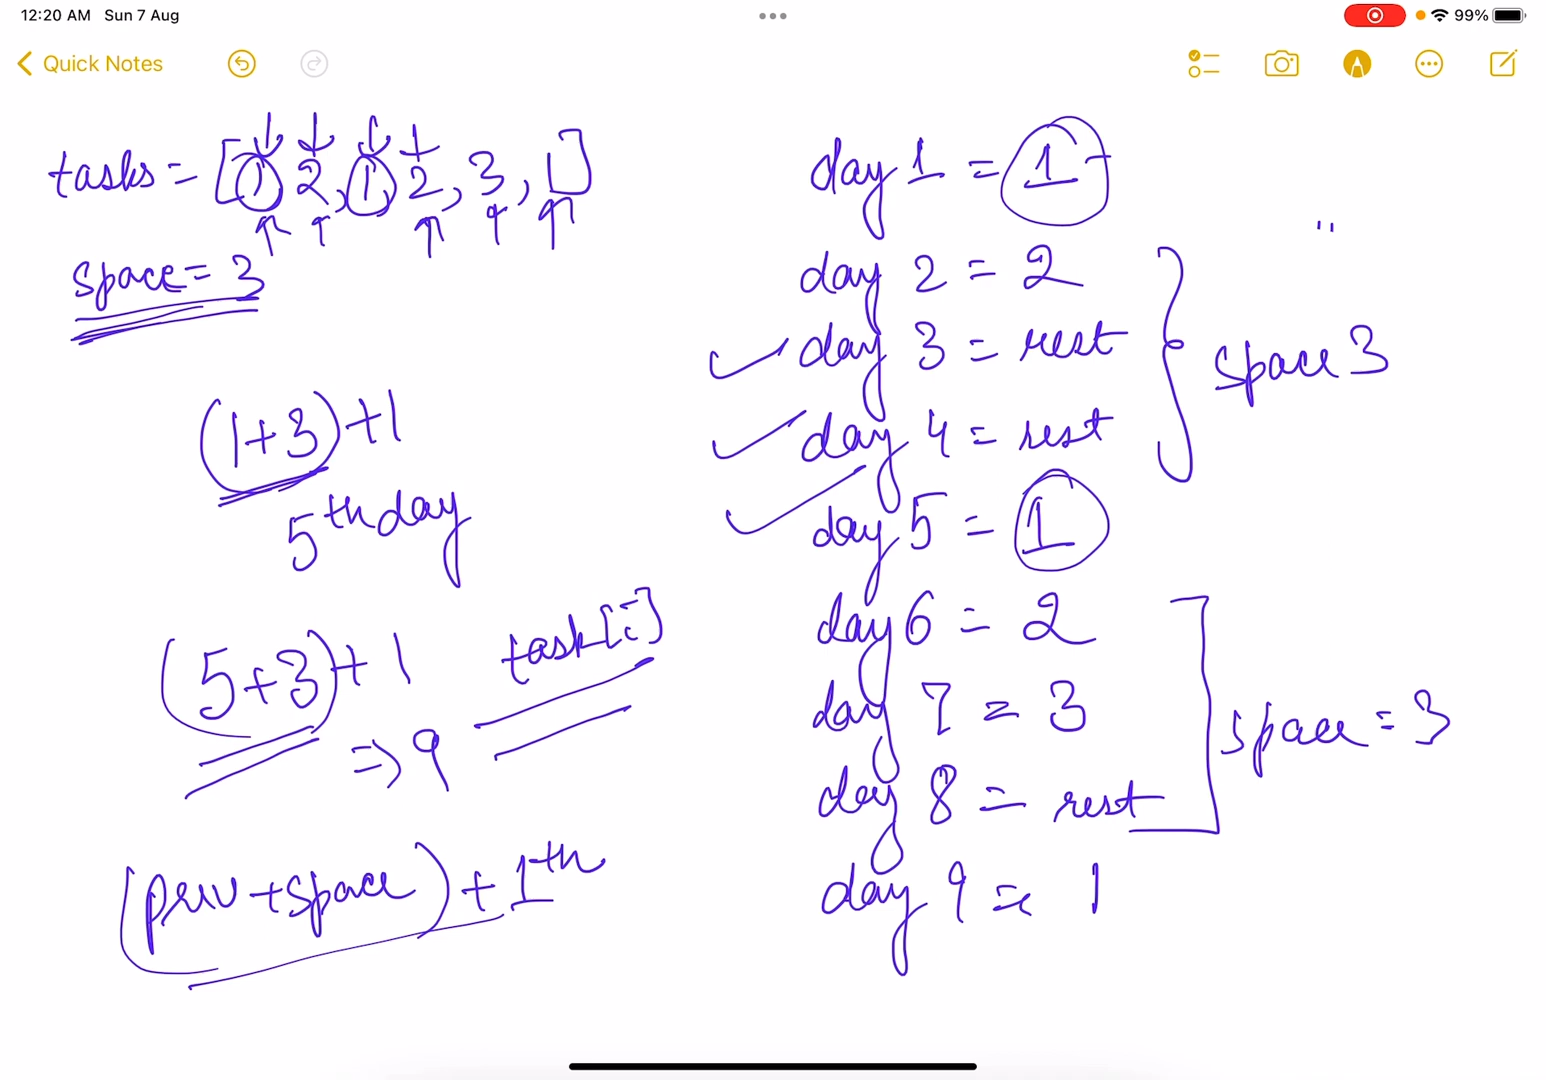 12:20 AM Sun 7 Aug
99%
Quick Notes
tasks = [1, 2, 1, 2, 3, 1]
space = 3
(1+3)+1
5th day
(5+3)+1
task[i]
=> 9
(prev + space) + 1th
day 1 = 1
day 2 = 2
day 3 = rest
day 4 = rest
space 3
day 5 = 1
day 6 = 2
day 7 = 3
day 8 = rest
space = 3
day 9 = 1